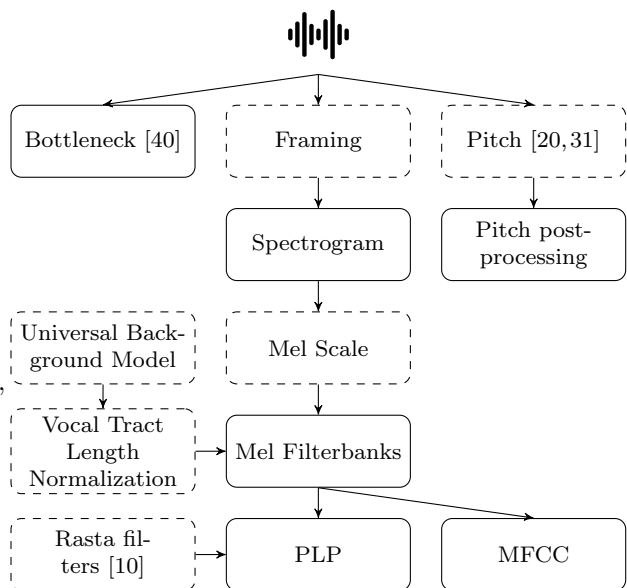 Bottleneck [40]
Framing
Pitch [20, 31]
Spectrogram
Pitch post-
processing
Universal Back-
ground Model
Mel Scale
,
Vocal Tract
Length
Normalization
Mel Filterbanks
Rasta fil-
ters [10]
PLP
MFCC